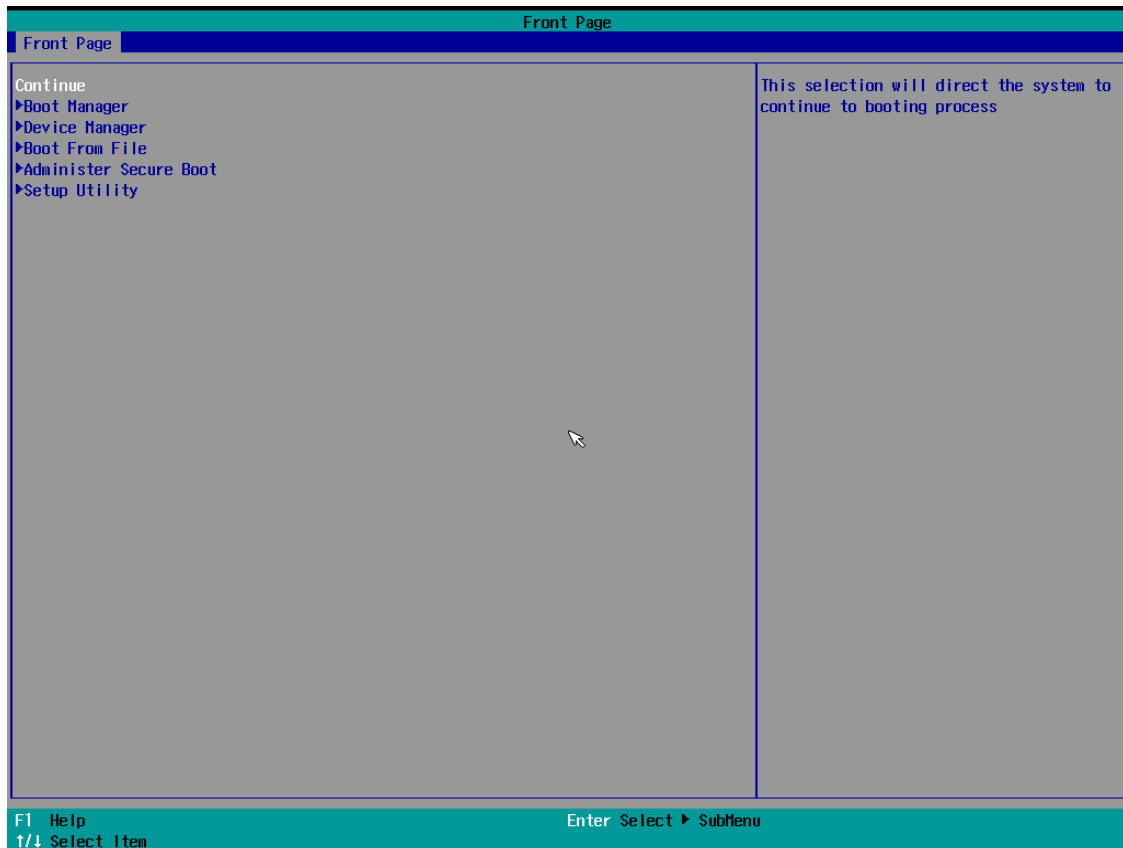 Front Page
Front Page
Continue
▶Boot Manager
▶Device Manager
▶Boot From File
▶Administer Secure Boot
▶Setup Utility
This selection will direct the system to
continue to booting process
F1 Help
Enter Select ▶ SubMenu
↑/↓ Select Item